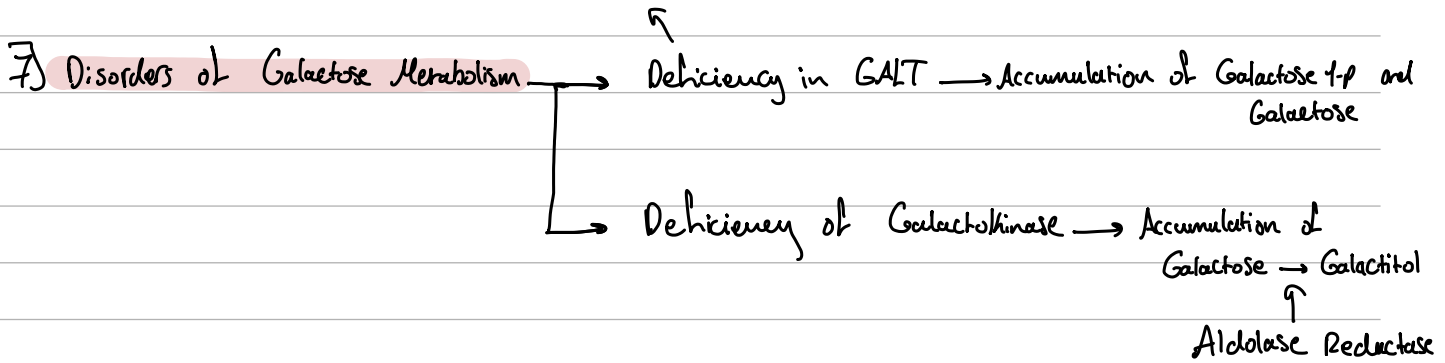 7) Disorders of Galactose Metabolism → Deficiency in GALT → Accumulation of Galactose 1-p and
Galactose
→ Deficiency of Galactokinase → Accumulation of
Galactose → Galactitol
↑
Aldolase Reductase